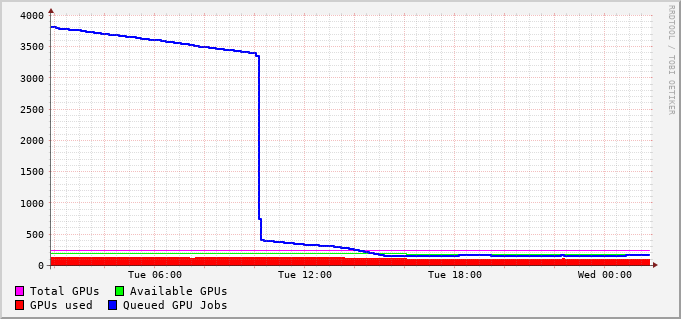 4000
3500
3000
2500
2000
1500
1000
500
0
Tue 06:00 Tue 12:00 Tue 18:00 Wed 00:00
Total GPUs Available GPUs
GPUs used Queued GPU Jobs
RRDTOOL / TOBI OETIKER